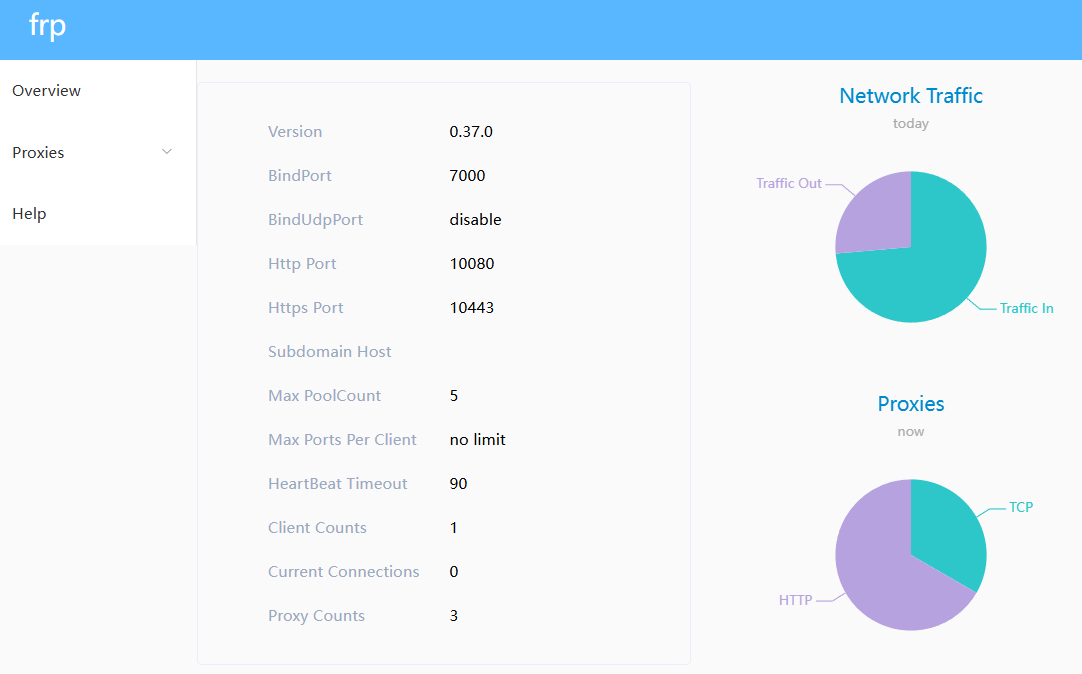 frp
Overview
Proxies
Help
Version 0.37.0
BindPort 7000
BindUdpPort disable
Http Port 10080
Https Port 10443
Subdomain Host
Max PoolCount 5
Max Ports Per Client no limit
HeartBeat Timeout 90
Client Counts 1
Current Connections 0
Proxy Counts 3
Network Traffic
today
Traffic Out
Traffic In
Proxies
now
TCP
HTTP